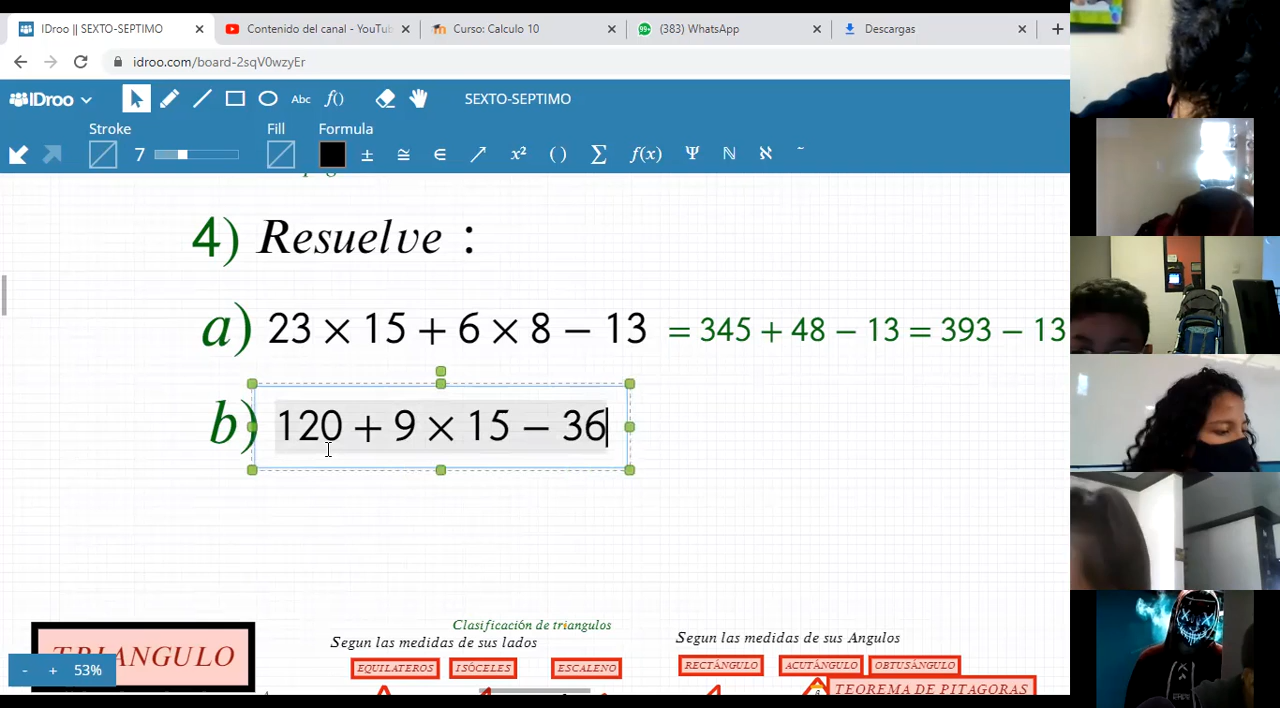 IDroo || SEXTO-SEPTIMO
Contenido del canal - YouTub
Curso: Calculo 10
(383) WhatsApp
Descargas
idroo.com/board-2sqV0wzyEr
IDroo
Abc
f()
SEXTO-SEPTIMO
Stroke
Fill
Formula
7
± ≅ ∈ x² ( ) ∑ f(x) Ψ ℕ ℵ
4) Resuelve :
a) 23 × 15 + 6 × 8 − 13 = 345 + 48 − 13 = 393 − 13
b) 120 + 9 × 15 − 36
Clasificación de triangulos
TRIANGULO
Segun las medidas de sus lados
Segun las medidas de sus Angulos
EQUILATEROS
ISÓCELES
ESCALENO
RECTÁNGULO
ACUTÁNGULO
OBTUSÁNGULO
TEOREMA DE PITAGORAS
- + 53%